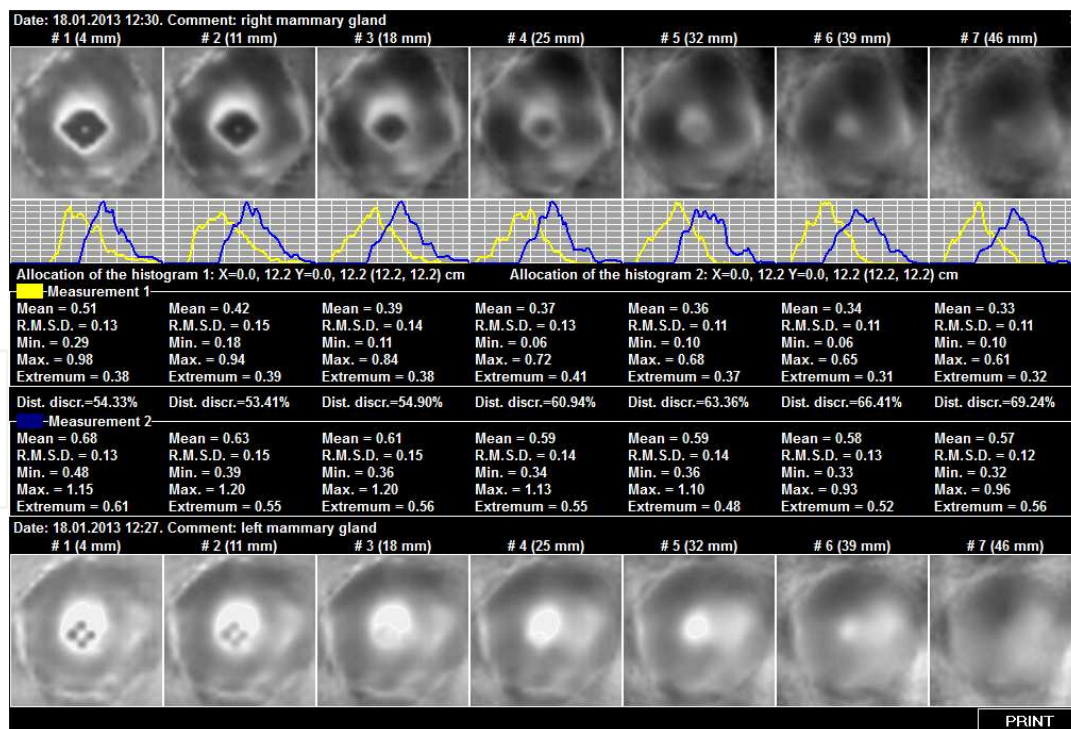 Date: 18.01.2013 12:30. Comment: right mammary gland
# 1 (4 mm) # 2 (11 mm) # 3 (18 mm) # 4 (25 mm) # 5 (32 mm) # 6 (39 mm) # 7 (46 mm)
Allocation of the histogram 1: X=0.0, 12.2 Y=0.0, 12.2 (12.2, 12.2) cm Allocation of the histogram 2: X=0.0, 12.2 Y=0.0, 12.2 (12.2, 12.2) cm
Measurement 1
Mean = 0.51 Mean = 0.42 Mean = 0.39 Mean = 0.37 Mean = 0.36 Mean = 0.34 Mean = 0.33
R.M.S.D. = 0.13 R.M.S.D. = 0.15 R.M.S.D. = 0.14 R.M.S.D. = 0.13 R.M.S.D. = 0.11 R.M.S.D. = 0.11 R.M.S.D. = 0.11
Min. = 0.29 Min. = 0.18 Min. = 0.11 Min. = 0.06 Min. = 0.10 Min. = 0.06 Min. = 0.10
Max. = 0.98 Max. = 0.94 Max. = 0.84 Max. = 0.72 Max. = 0.68 Max. = 0.65 Max. = 0.61
Extremum = 0.38 Extremum = 0.39 Extremum = 0.38 Extremum = 0.41 Extremum = 0.37 Extremum = 0.31 Extremum = 0.32
Dist. discr.=54.33% Dist. discr.=53.41% Dist. discr.=54.90% Dist. discr.=60.94% Dist. discr.=63.36% Dist. discr.=66.41% Dist. discr.=69.24%
Measurement 2
Mean = 0.68 Mean = 0.63 Mean = 0.61 Mean = 0.59 Mean = 0.59 Mean = 0.58 Mean = 0.57
R.M.S.D. = 0.13 R.M.S.D. = 0.15 R.M.S.D. = 0.15 R.M.S.D. = 0.14 R.M.S.D. = 0.14 R.M.S.D. = 0.13 R.M.S.D. = 0.12
Min. = 0.48 Min. = 0.39 Min. = 0.36 Min. = 0.34 Min. = 0.36 Min. = 0.33 Min. = 0.32
Max. = 1.15 Max. = 1.20 Max. = 1.20 Max. = 1.13 Max. = 1.10 Max. = 0.93 Max. = 0.96
Extremum = 0.61 Extremum = 0.55 Extremum = 0.56 Extremum = 0.55 Extremum = 0.48 Extremum = 0.52 Extremum = 0.56
Date: 18.01.2013 12:27. Comment: left mammary gland
# 1 (4 mm) # 2 (11 mm) # 3 (18 mm) # 4 (25 mm) # 5 (32 mm) # 6 (39 mm) # 7 (46 mm)
PRINT